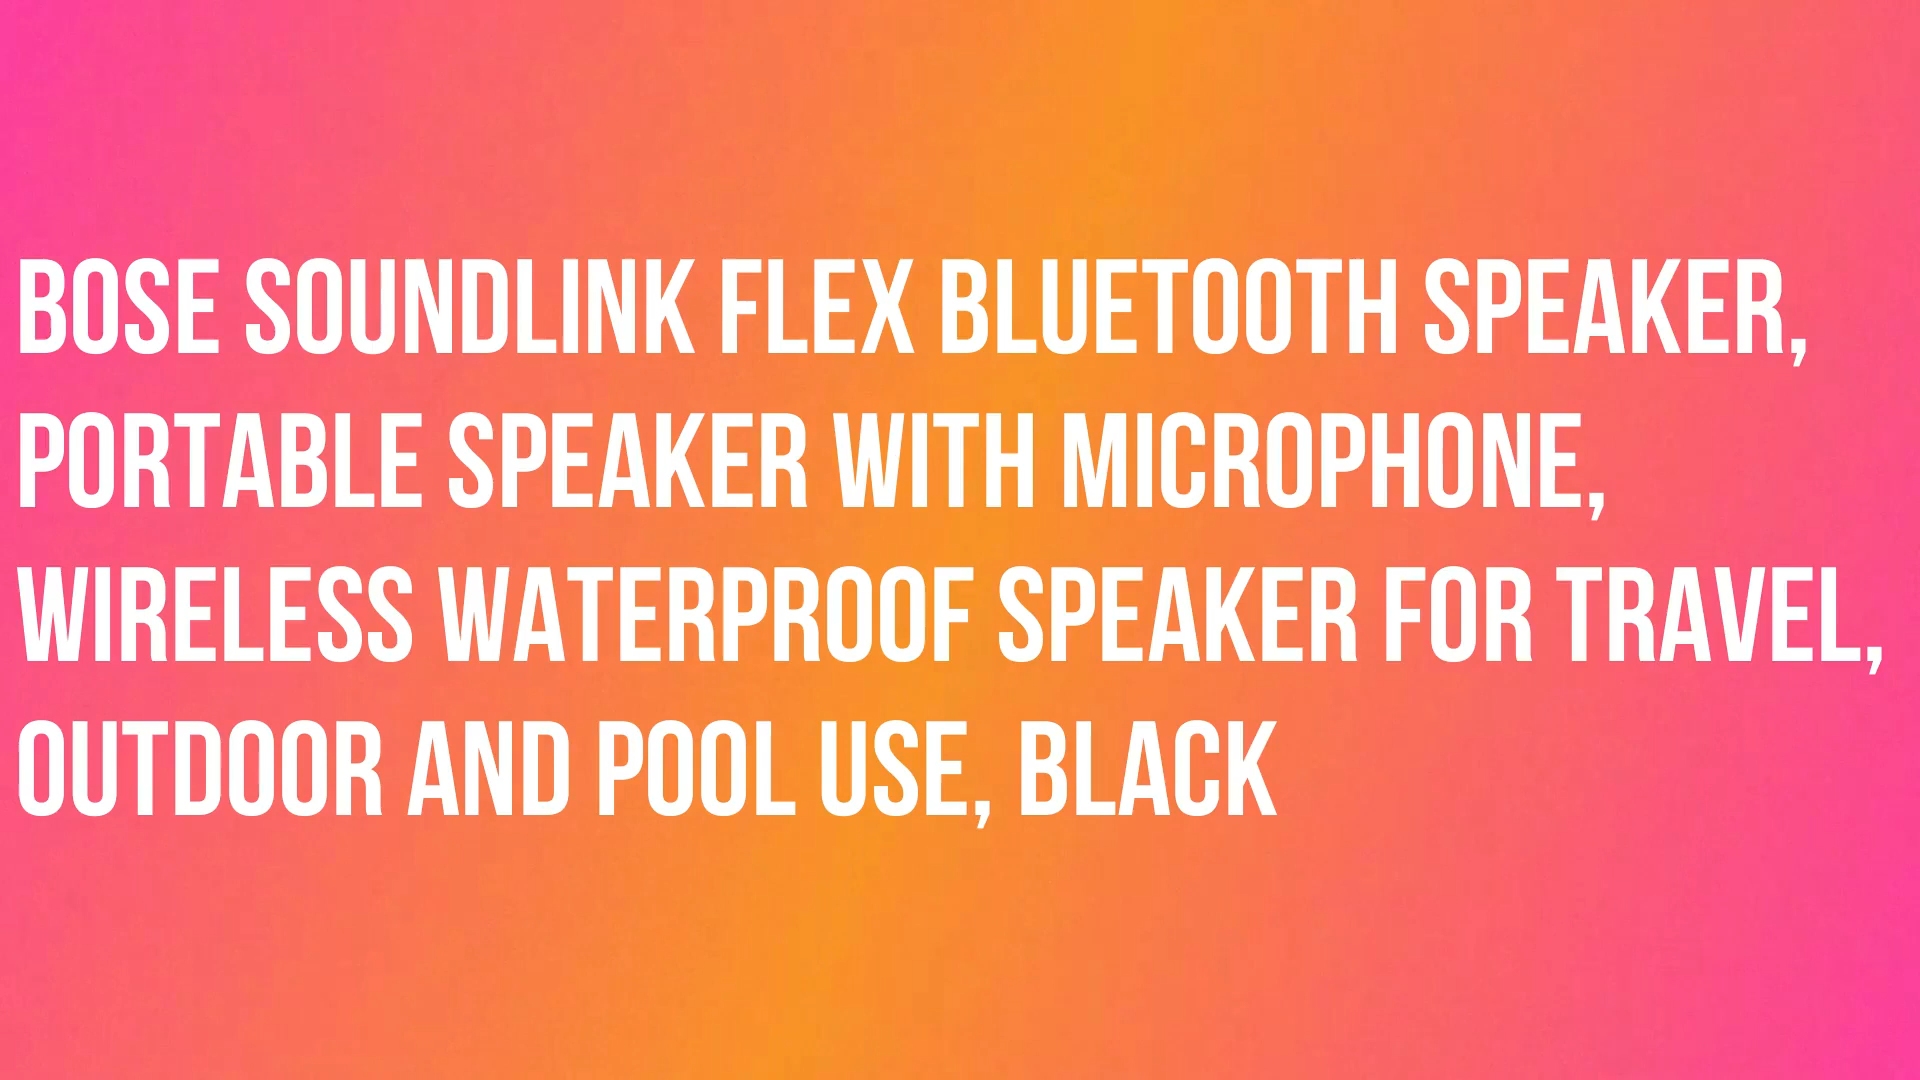 BOSE SOUNDLINK FLEX BLUETOOTH SPEAKER,
PORTABLE SPEAKER WITH MICROPHONE,
WIRELESS WATERPROOF SPEAKER FOR TRAVEL,
OUTDOOR AND POOL USE, BLACK